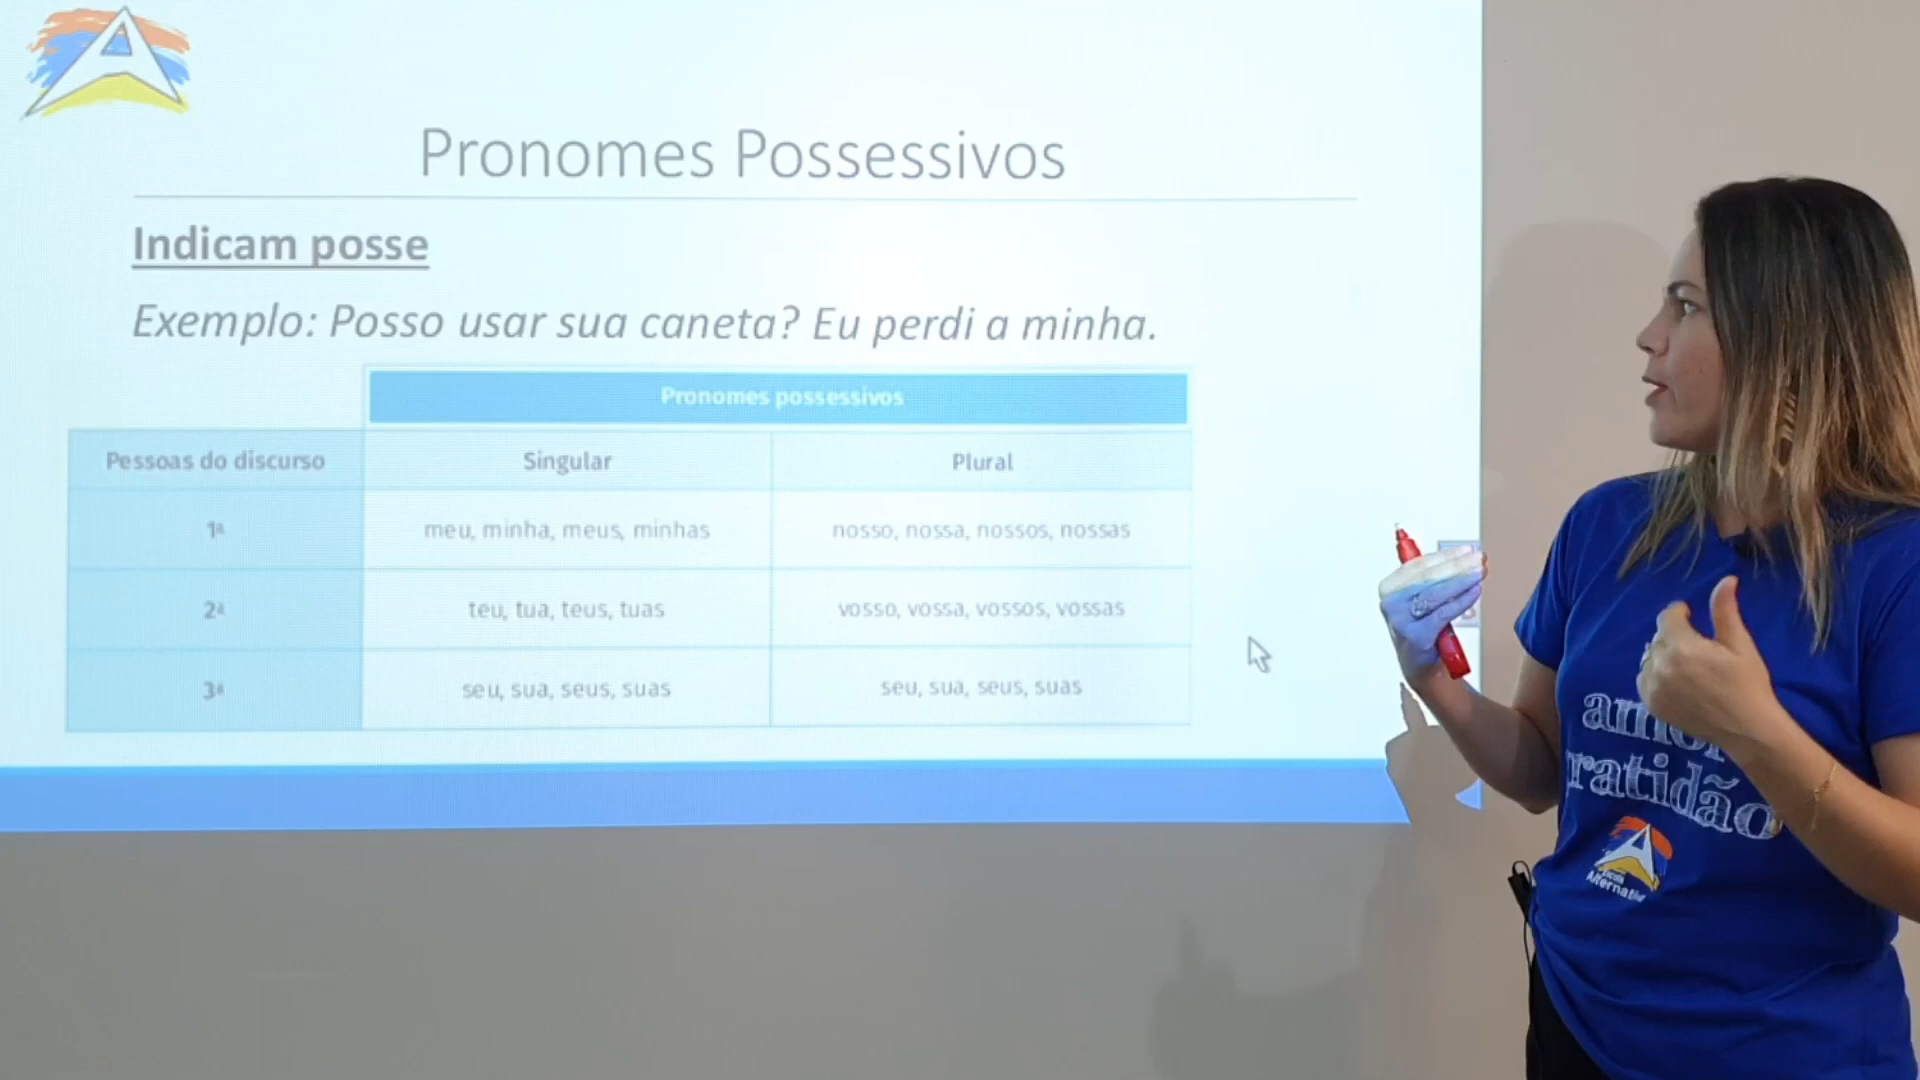 Pronomes Possessivos
Indicam posse
Exemplo: Posso usar sua caneta? Eu perdi a minha.
Pronomes possessivos
Pessoas do discurso Singular Plural
1ª meu, minha, meus, minhas nosso, nossa, nossos, nossas
2ª teu, tua, teus, tuas vosso, vossa, vossos, vossas
3ª seu, sua, seus, suas seu, sua, seus, suas
Escola